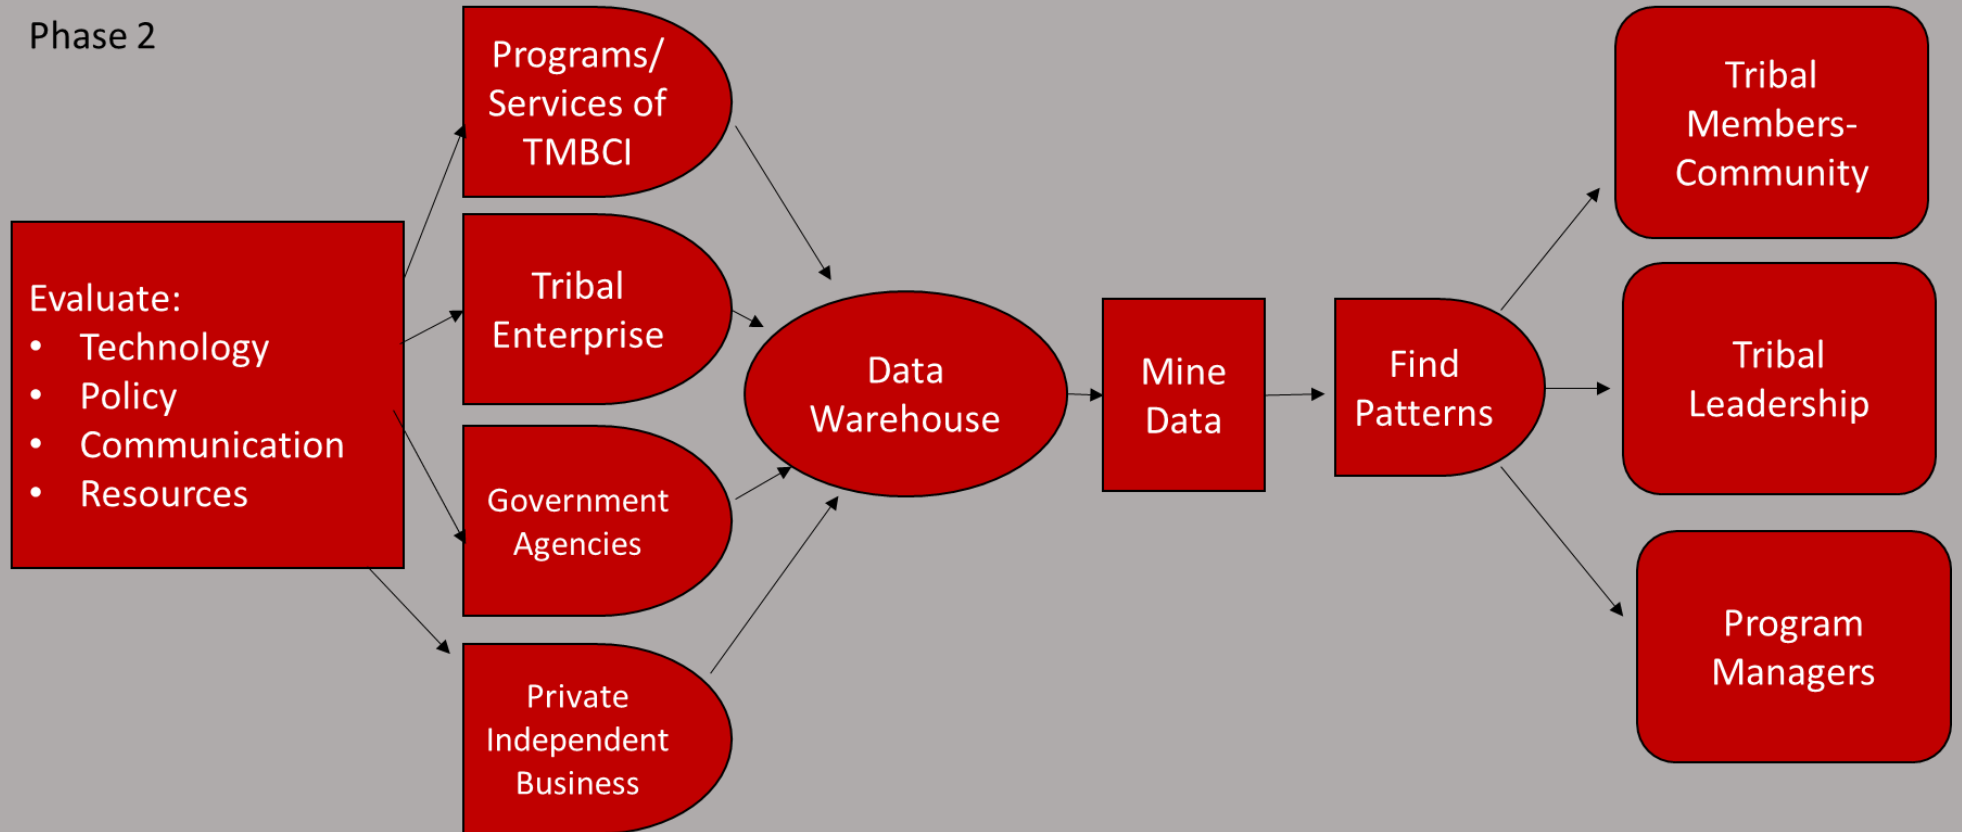 Phase 2
Programs/
Services of
TMBCI
Evaluate:
• Technology
• Policy
• Communication
• Resources
Tribal
Enterprise
Government
Agencies
Private
Independent
Business
Data
Warehouse
Mine
Data
Find
Patterns
Tribal
Members-
Community
Tribal
Leadership
Program
Managers